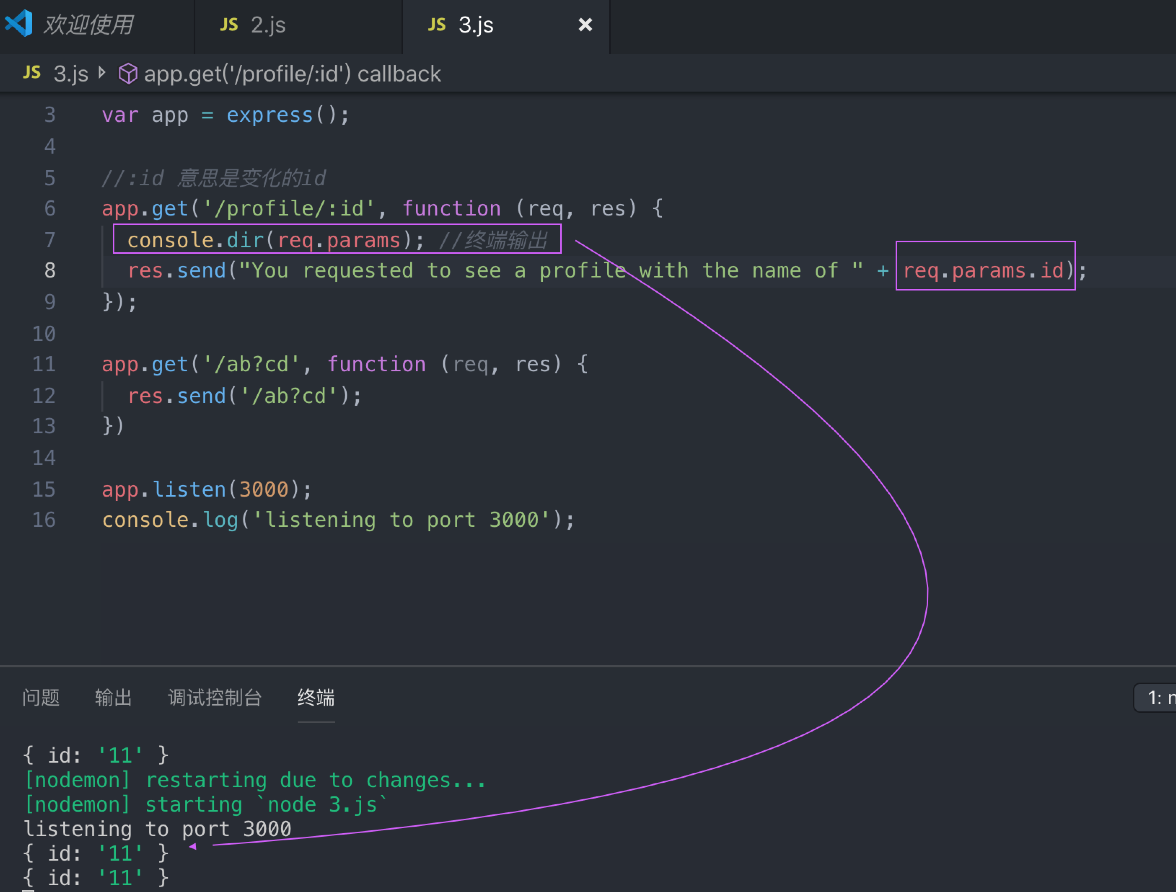 欢迎使用 JS 2.js JS 3.js ×
JS 3.js app.get('/profile/:id') callback
3 var app = express();
4
5 //:id 意思是变化的id
6 app.get('/profile/:id', function (req, res) {
7 console.dir(req.params); //终端输出
8 res.send("You requested to see a profile with the name of " + req.params.id);
9 });
10
11 app.get('/ab?cd', function (req, res) {
12 res.send('/ab?cd');
13 })
14
15 app.listen(3000);
16 console.log('listening to port 3000');
问题 输出 调试控制台 终端 1:
{ id: '11' }
[nodemon] restarting due to changes...
[nodemon] starting `node 3.js`
listening to port 3000
{ id: '11' }
{ id: '11' }